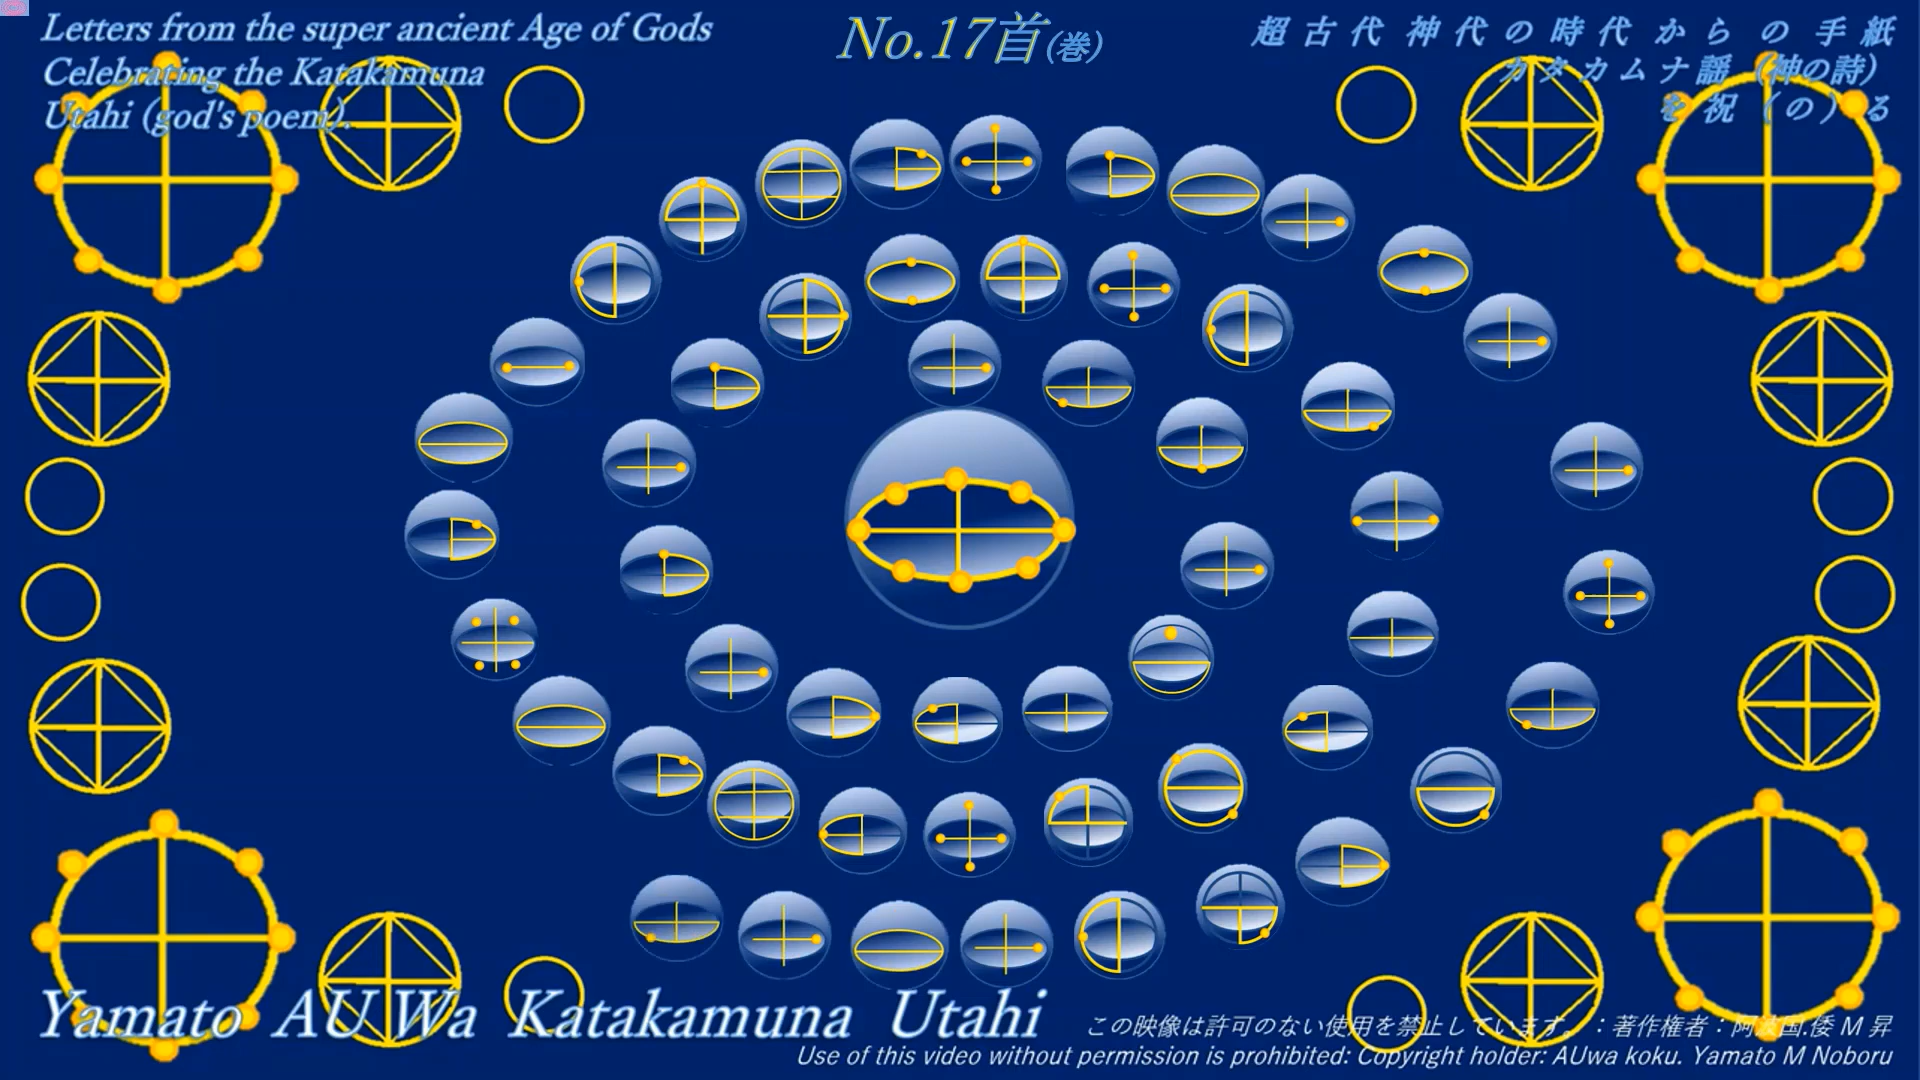 Letters from the super ancient Age of Gods
Celebrating the Katakamuna
Utahi (god's poem).
No.17首(巻)
超古代 神代の時代からの手紙
カタカムナ謡 (神の詩)
を祝(の)る
Yamato AU Wa Katakamuna Utahi
この映像は許可のない使用を禁止しています。：著作権者：阿波国.倭 M 昇
Use of this video without permission is prohibited: Copyright holder: AUwa koku. Yamato M Noboru